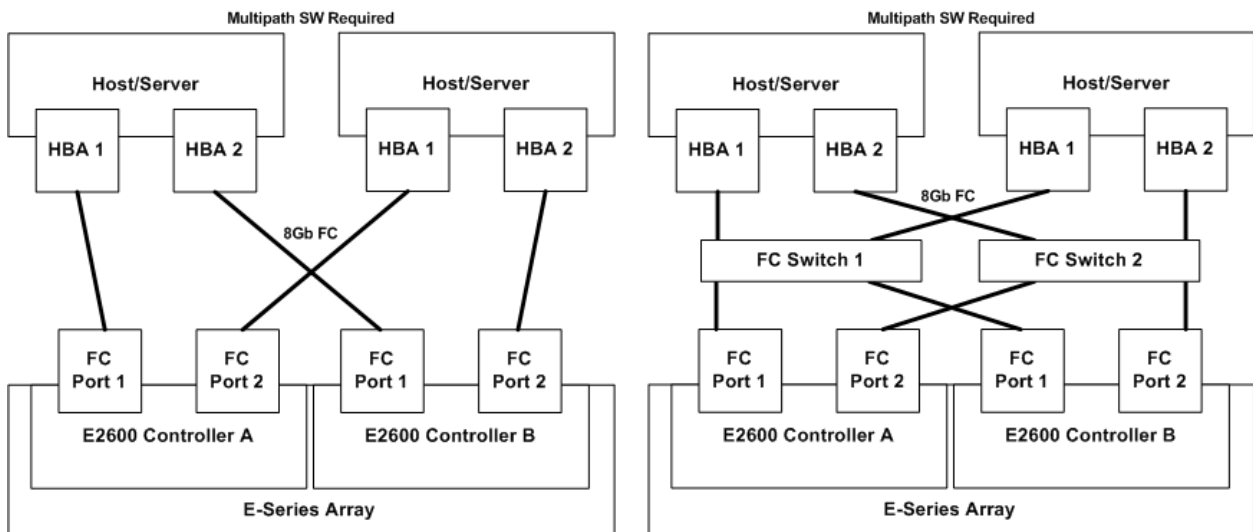 Multipath SW Required
Host/Server
Host/Server
HBA 1
HBA 2
HBA 1
HBA 2
8Gb FC
FC
Port 1
FC
Port 2
FC
Port 1
FC
Port 2
E2600 Controller A
E2600 Controller B
E-Series Array
Multipath SW Required
Host/Server
Host/Server
HBA 1
HBA 2
HBA 1
HBA 2
8Gb FC
FC Switch 1
FC Switch 2
FC
Port 1
FC
Port 2
FC
Port 1
FC
Port 2
E2600 Controller A
E2600 Controller B
E-Series Array